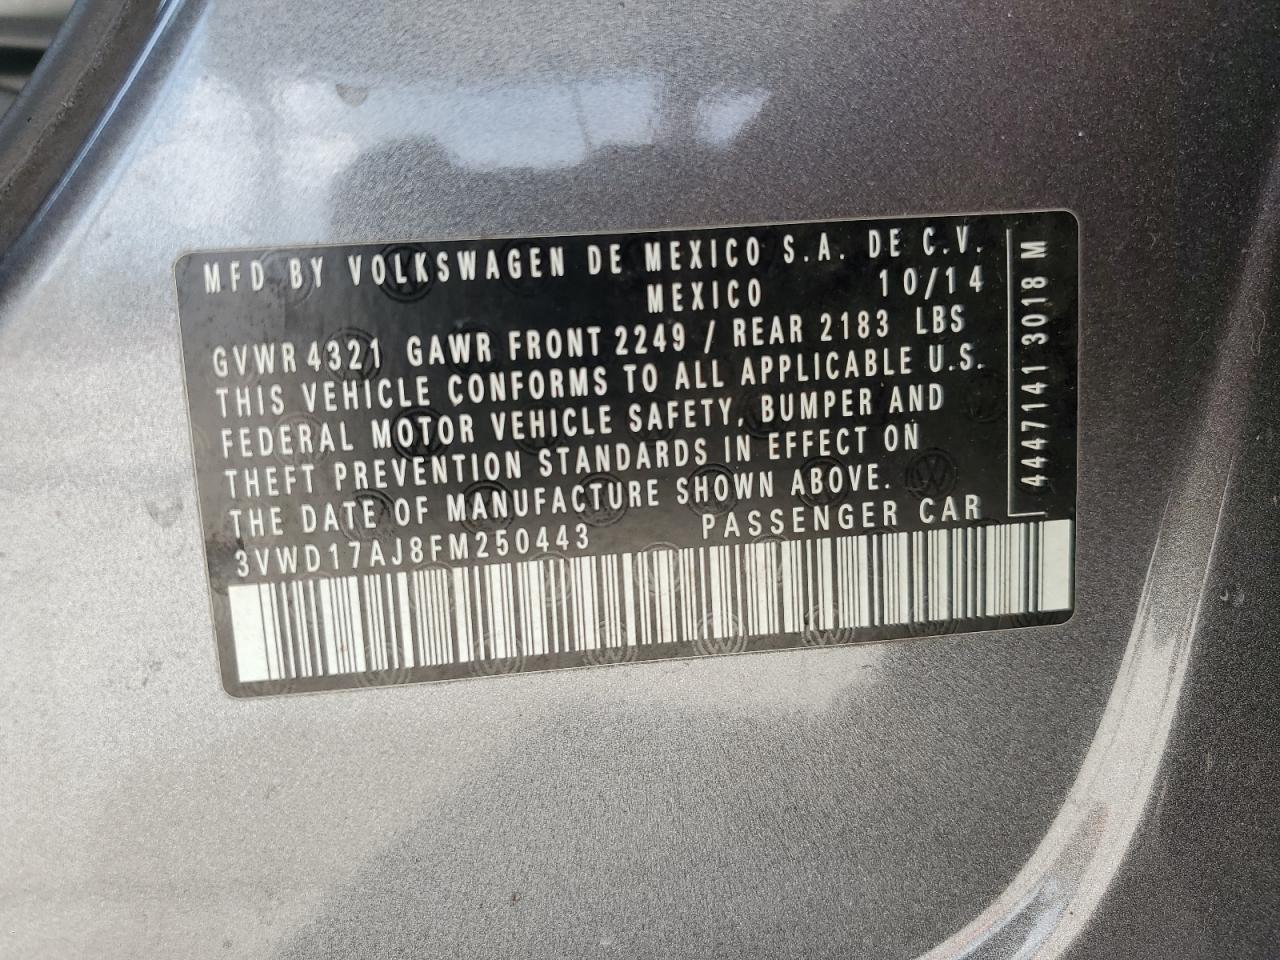 MFD BY VOLKSWAGEN DE MEXICO S.A. DE C.V.
MEXICO 10/14
GVWR 4321 GAWR FRONT 2249 / REAR 2183 LBS
THIS VEHICLE CONFORMS TO ALL APPLICABLE U.S.
FEDERAL MOTOR VEHICLE SAFETY, BUMPER AND
THEFT PREVENTION STANDARDS IN EFFECT ON
THE DATE OF MANUFACTURE SHOWN ABOVE.
3VWD17AJ8FM250443 PASSENGER CAR
4447141 3018 M